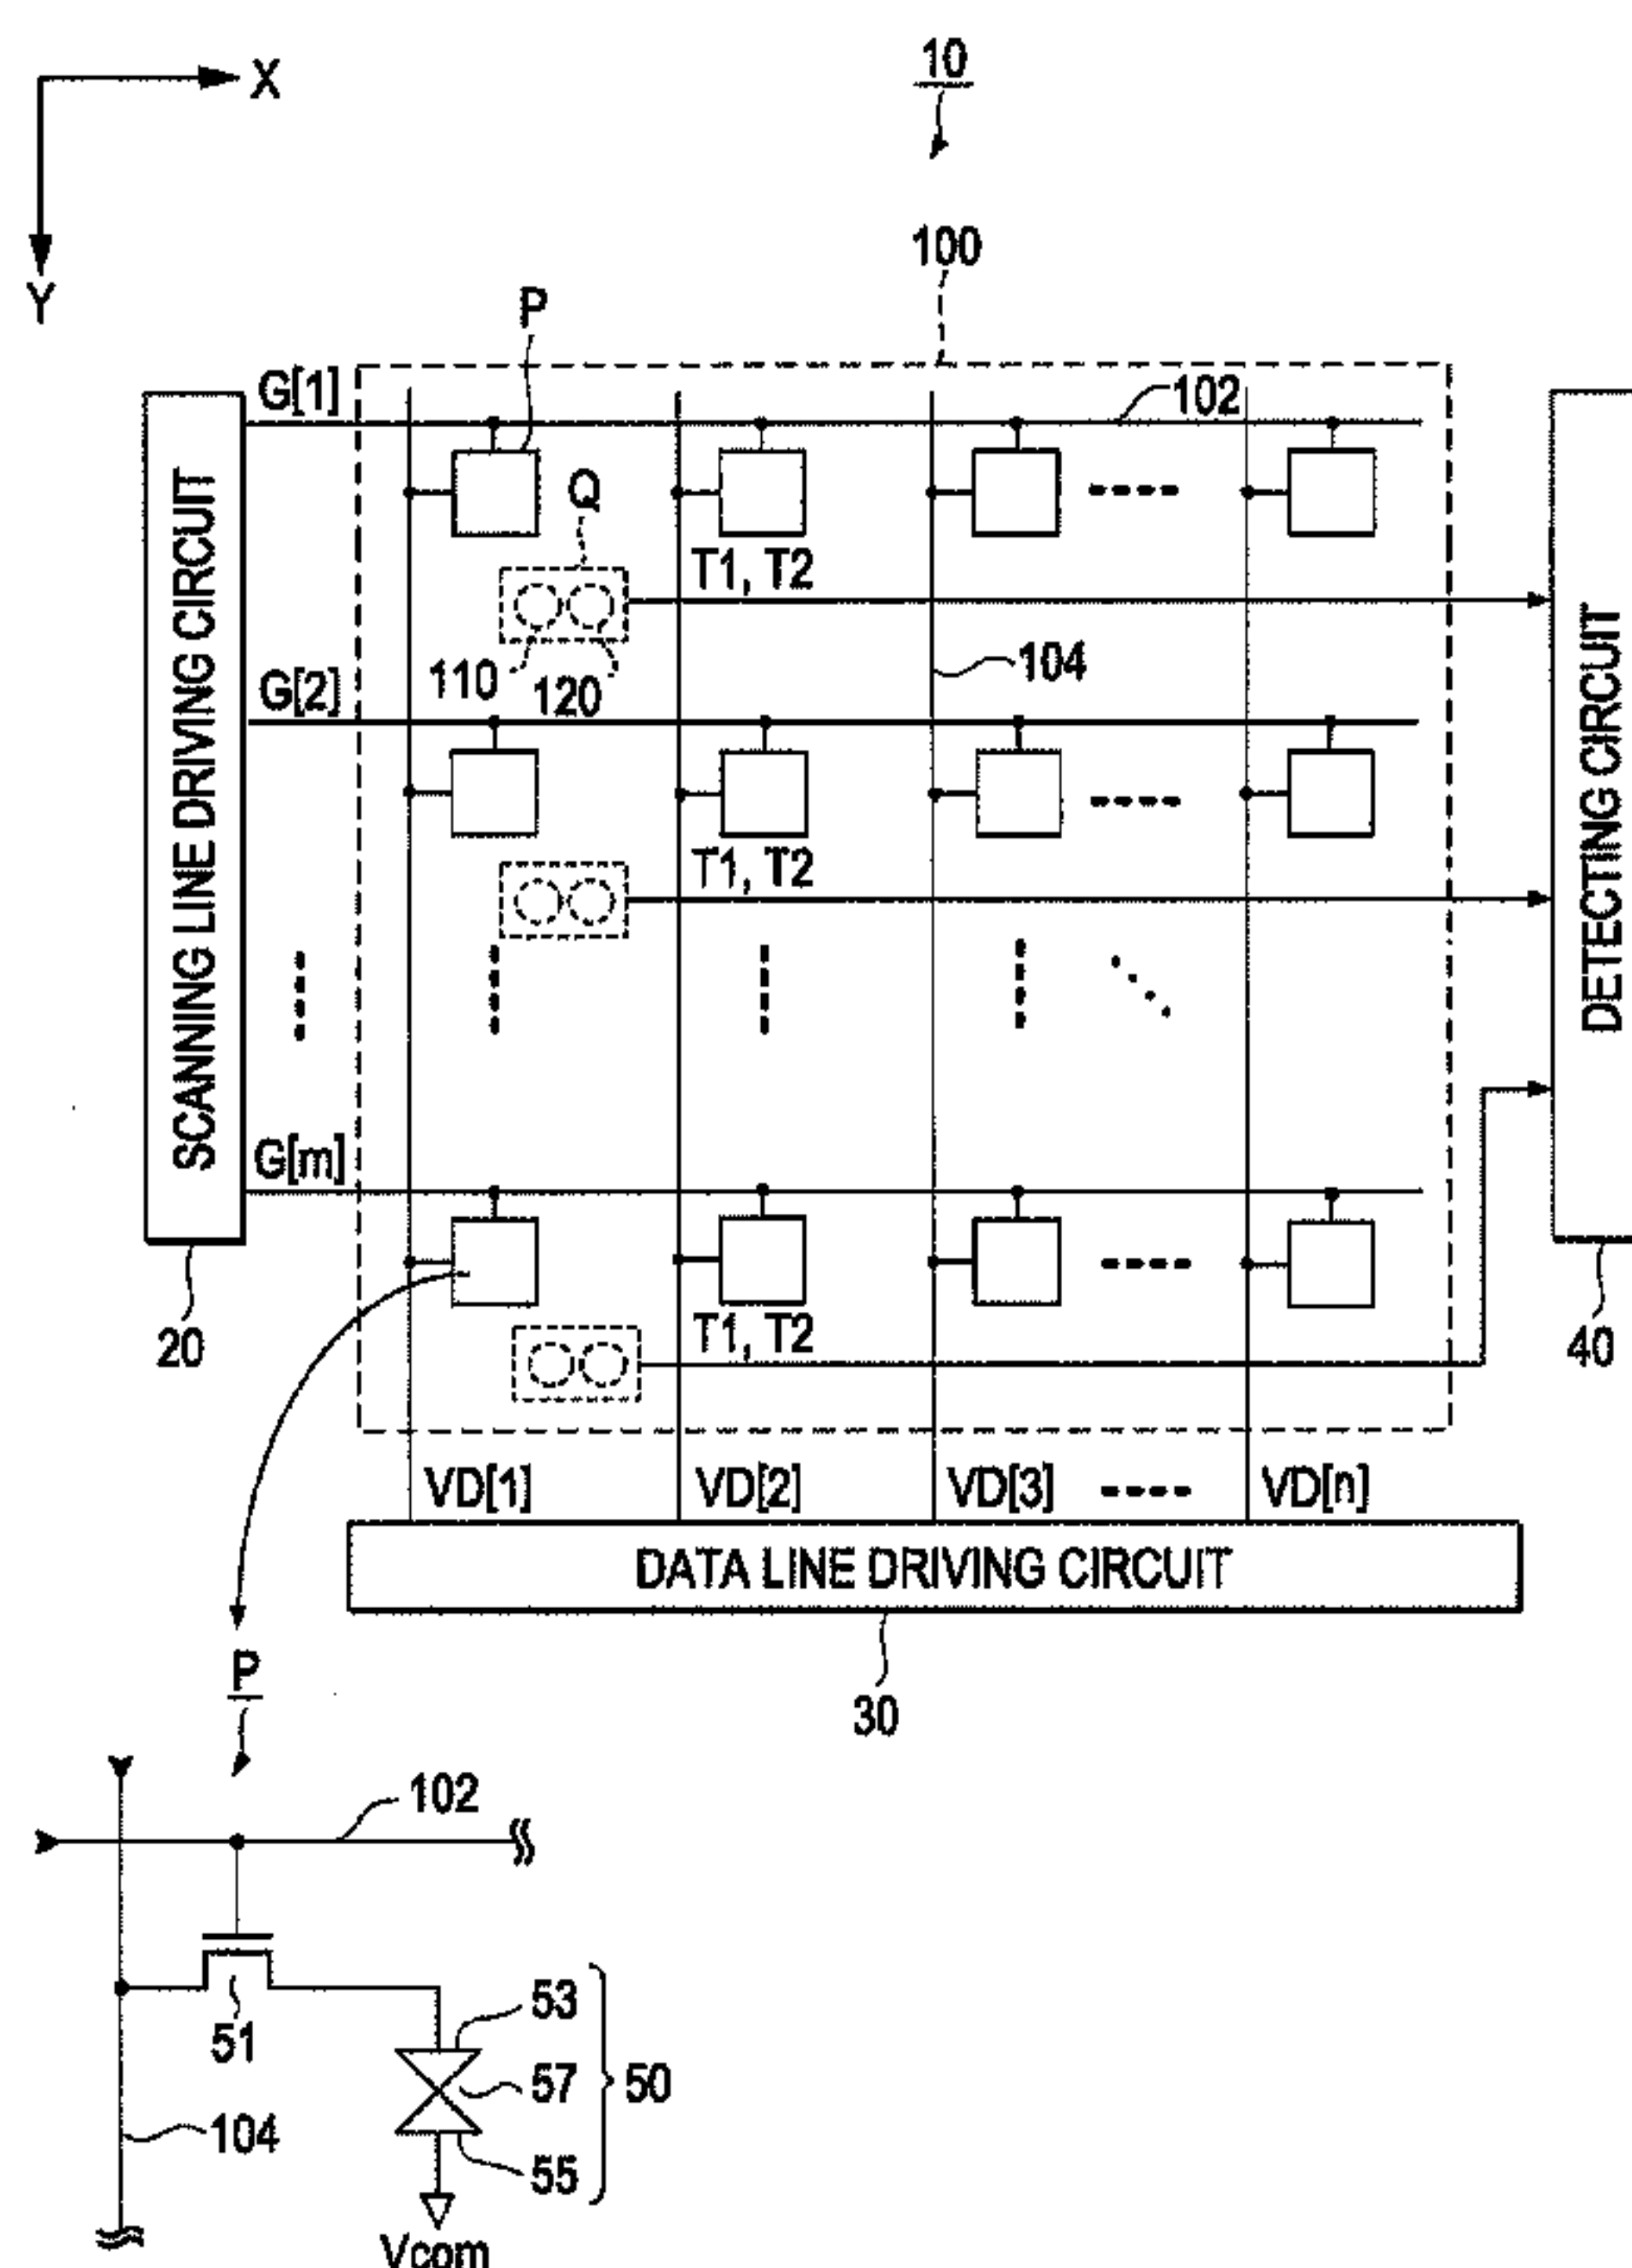 10
X
Y
100
P
G[1]
102
Q
T1, T2
110
120
104
G[2]
T1, T2
SCANNING LINE DRIVING CIRCUIT
DETECTING CIRCUIT
G[m]
T1, T2
20
40
VD[1] VD[2] VD[3] VD[n]
DATA LINE DRIVING CIRCUIT
30
P
102
51
53
57
50
55
104
Vcom